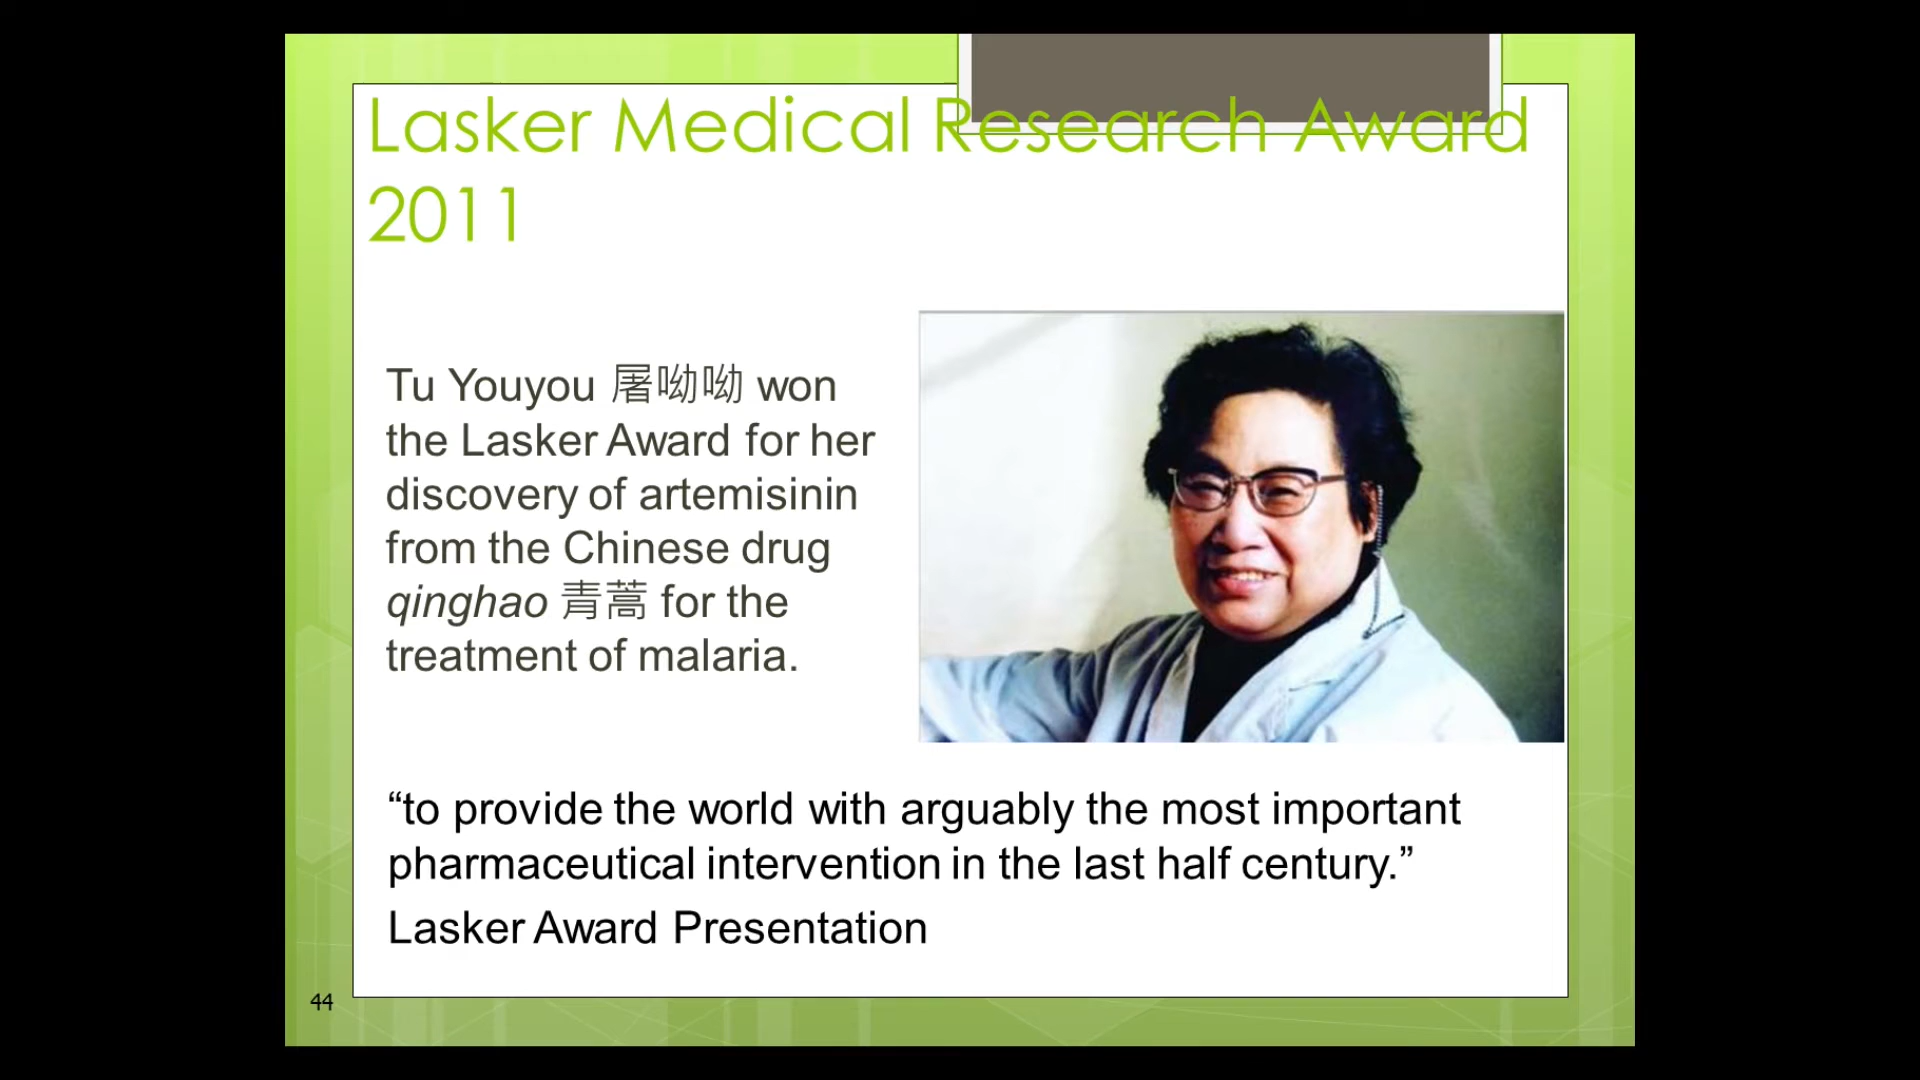 Lasker Medical Research Award
2011
Tu Youyou 屠呦呦 won
the Lasker Award for her
discovery of artemisinin
from the Chinese drug
qinghao 青蒿 for the
treatment of malaria.
“to provide the world with arguably the most important
pharmaceutical intervention in the last half century.”
Lasker Award Presentation
44